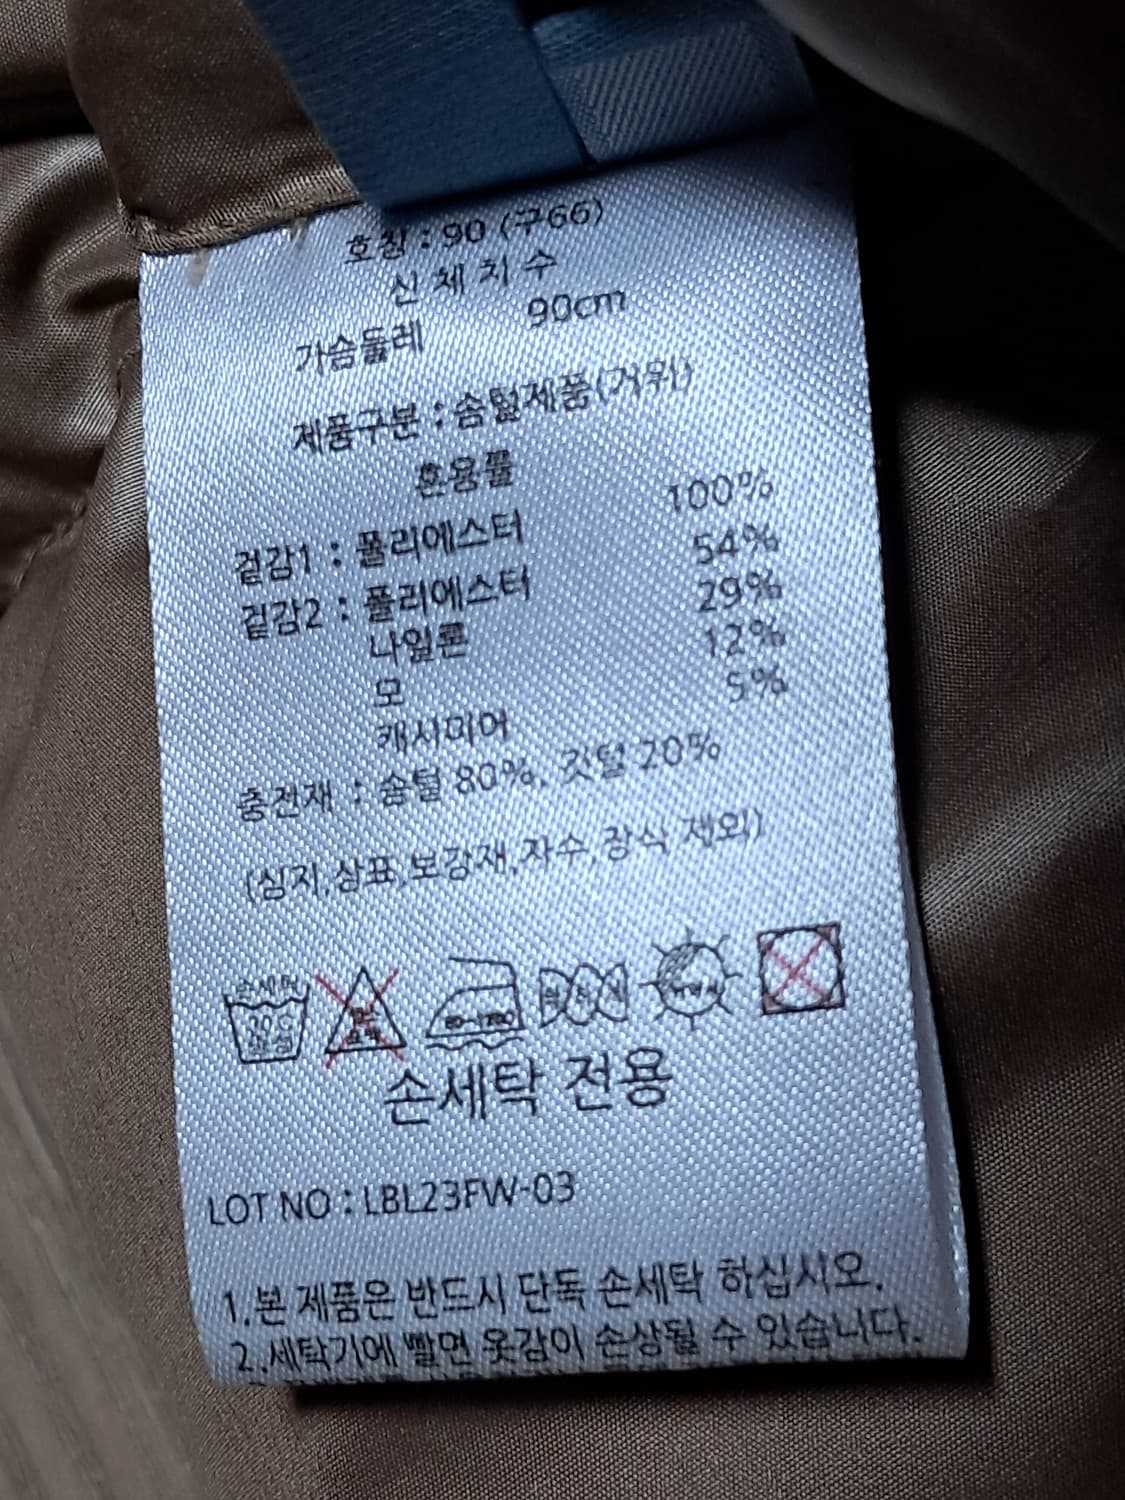 호칭 : 90 (구66)
신 체 치 수
가슴둘레 90cm
제품구분 : 솜털제품(거위)
혼용률
겉감1 : 폴리에스터 100%
겉감2 : 폴리에스터 54%
나일론 29%
모 12%
캐시미어 5%
충전재 : 솜털 80%, 깃털 20%
(심지,상표,보강재,자수,장식 제외)
손세탁
손세탁 전용
LOT NO : LBL23FW-03
1.본 제품은 반드시 단독 손세탁 하십시오.
2.세탁기에 빨면 옷감이 손상될 수 있습니다.